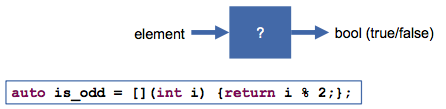 element
?
bool (true/false)
auto is_odd = [](int i) {return i % 2;};